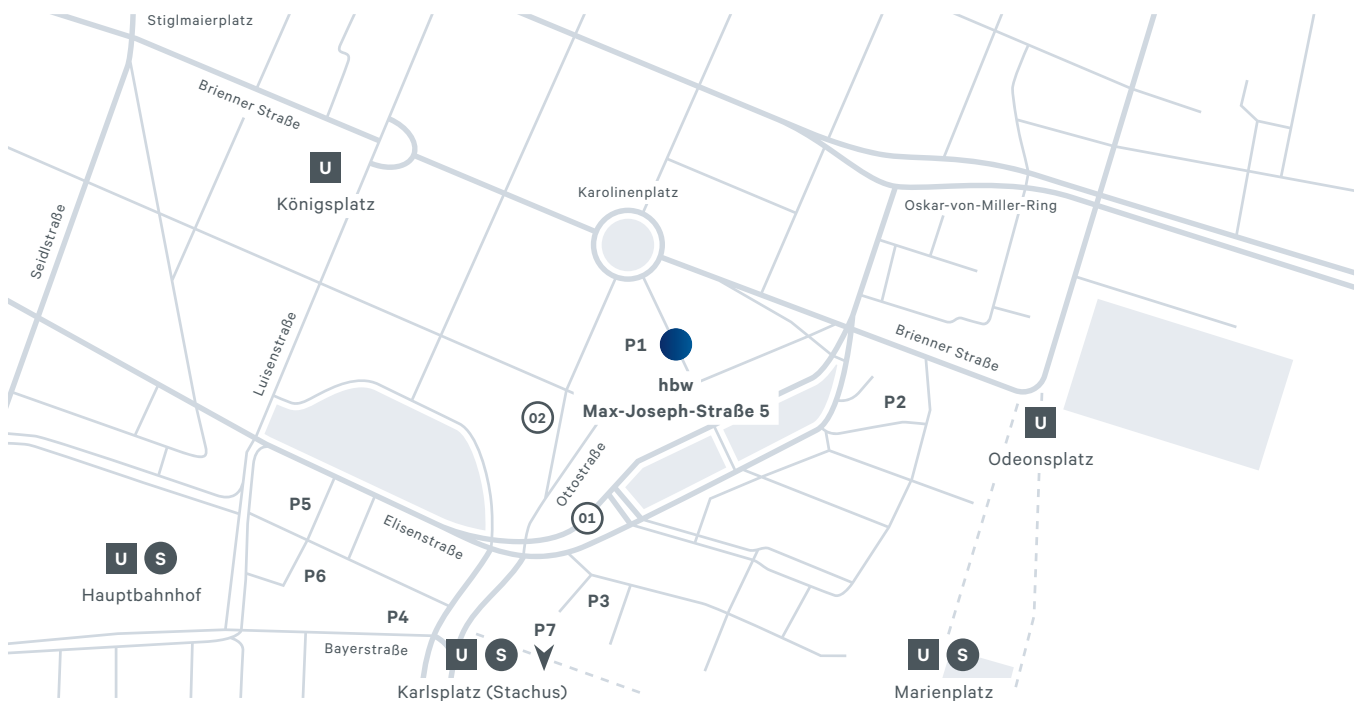 Stiglmaierplatz
Brienner Straße
U
Königsplatz
Karolinenplatz
Oskar-von-Miller-Ring
Seidlstraße
Luisenstraße
P1
Brienner Straße
hbw
Max-Joseph-Straße 5
P2
02
U
Odeonsplatz
Ottostraße
P5
01
Elisenstraße
U S
Hauptbahnhof
P6
P3
P4
P7
Bayerstraße
U S
Karlsplatz (Stachus)
U S
Marienplatz